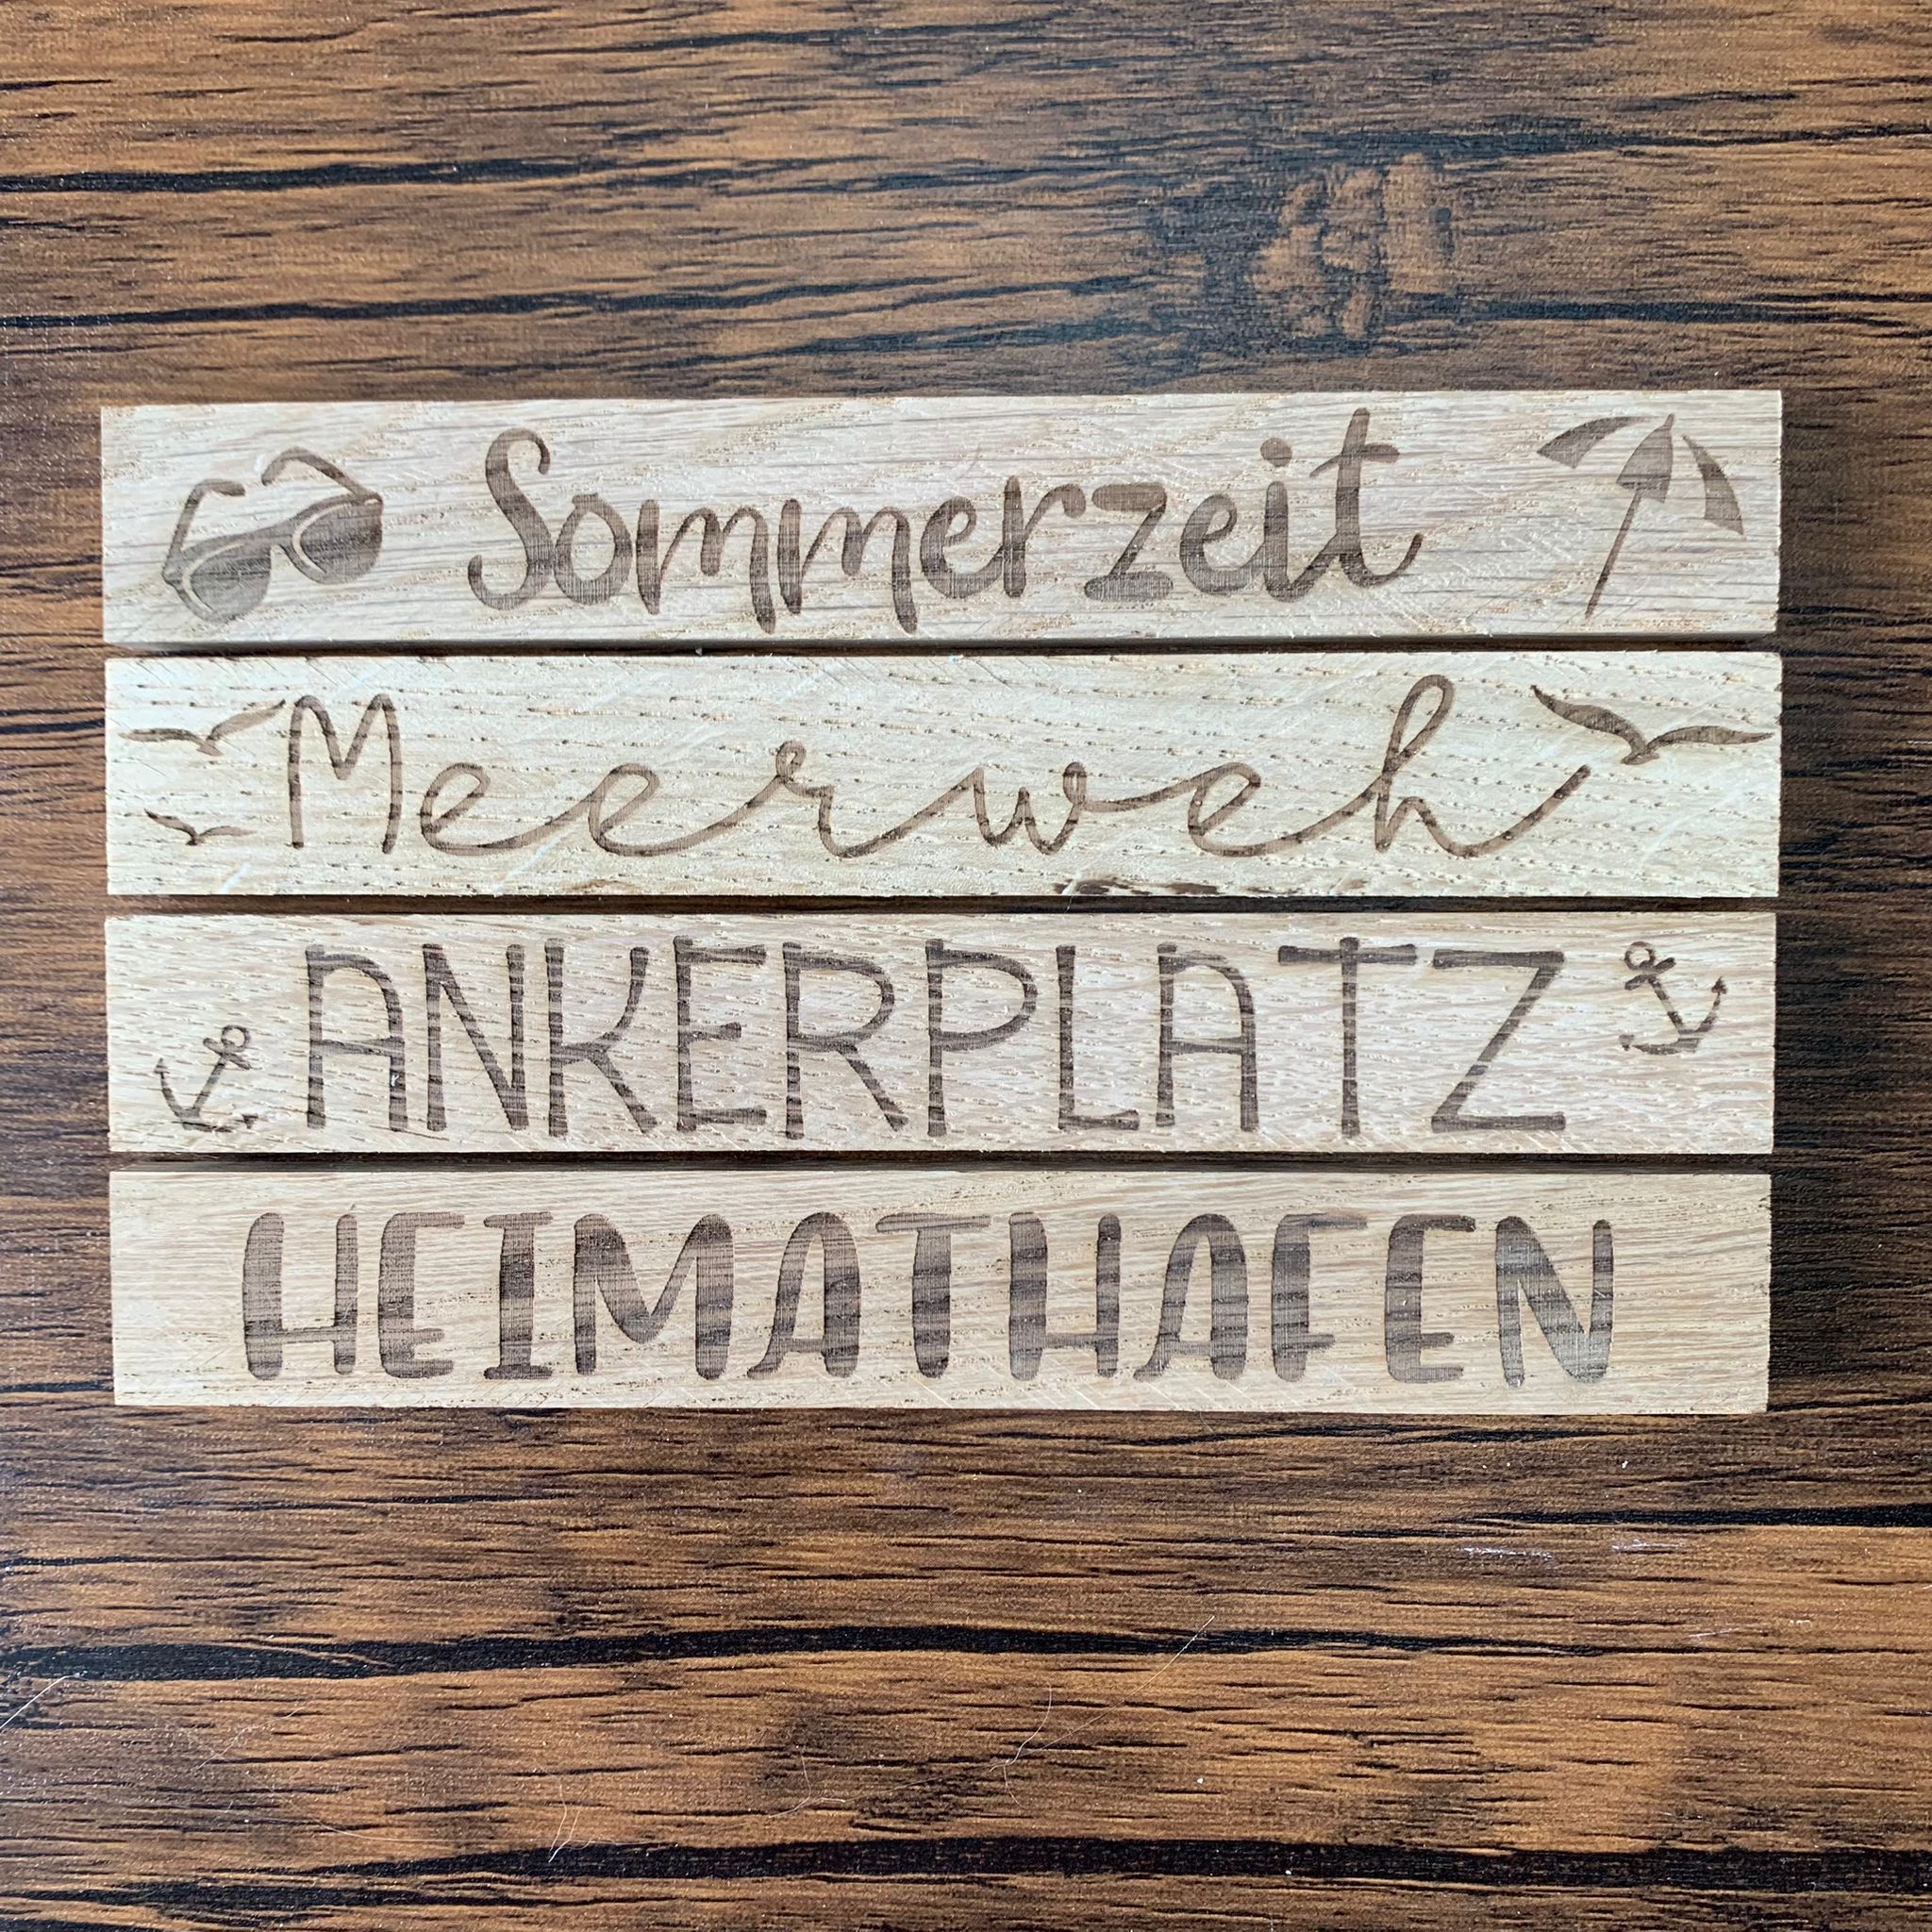 Sommerzeit
Meerweh
ANKERPLATZ
HEIMATHAFEN